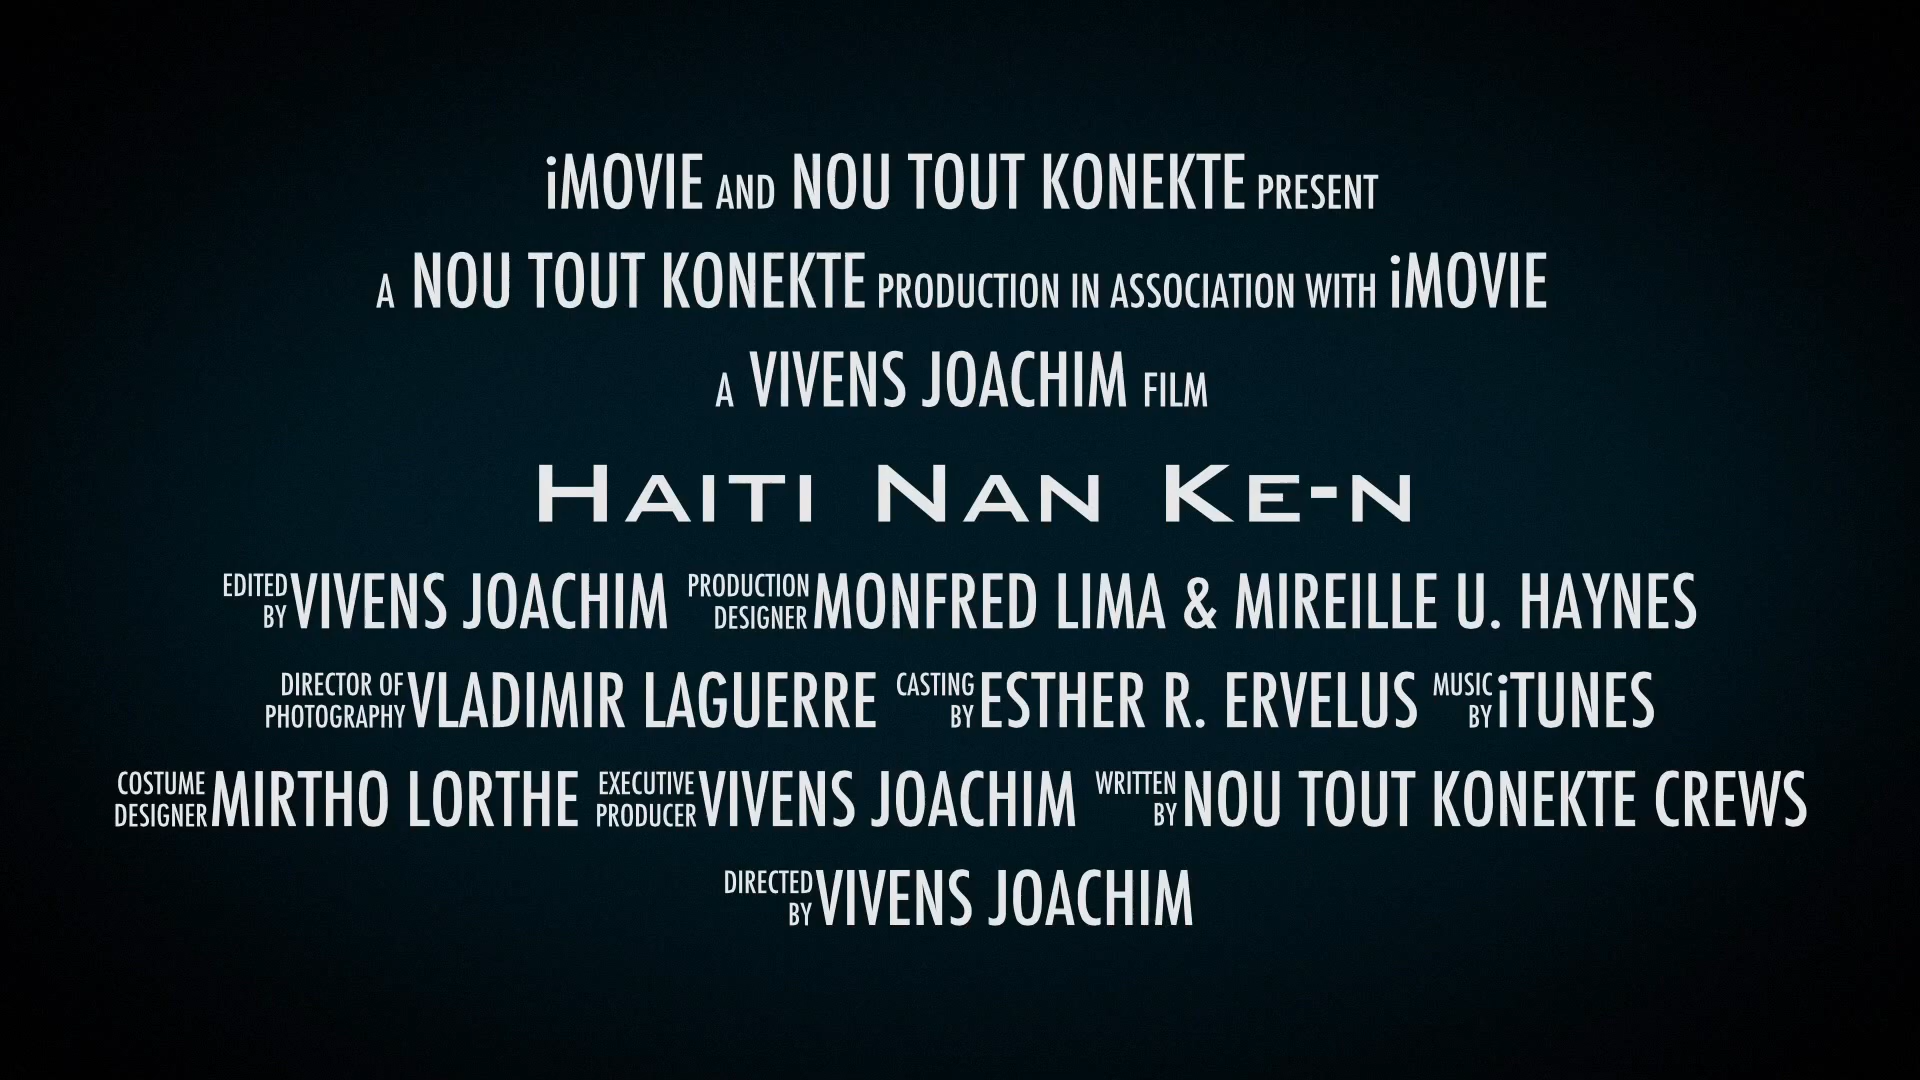 iMOVIE AND NOU TOUT KONEKTE PRESENT
A NOU TOUT KONEKTE PRODUCTION IN ASSOCIATION WITH iMOVIE
A VIVENS JOACHIM FILM
HAITI NAN KE-N
EDITED BY VIVENS JOACHIM PRODUCTION DESIGNER MONFRED LIMA & MIREILLE U. HAYNES
DIRECTOR OF PHOTOGRAPHY VLADIMIR LAGUERRE CASTING BY ESTHER R. ERVELUS MUSIC BY iTUNES
COSTUME DESIGNER MIRTHO LORTHE EXECUTIVE PRODUCER VIVENS JOACHIM WRITTEN BY NOU TOUT KONEKTE CREWS
DIRECTED BY VIVENS JOACHIM